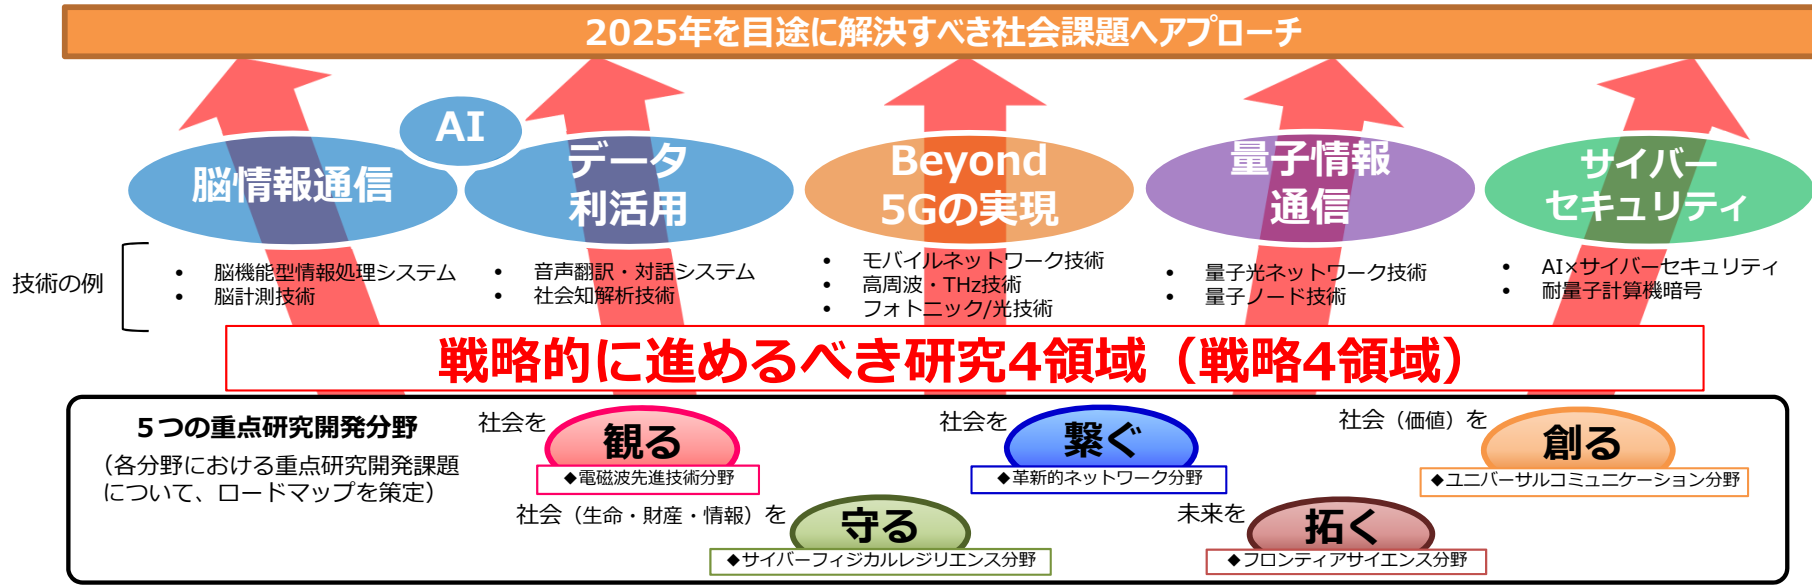 2025年を目途に解決すべき社会課題へアプローチ
AI
脳情報通信
データ
利活用
Beyond
5Gの実現
量子情報
通信
サイバー
セキュリティ
技術の例
• 脳機能型情報処理システム
• 脳計測技術
• 音声翻訳・対話システム
• 社会知解析技術
• モバイルネットワーク技術
• 高周波・THz技術
• フォトニック/光技術
• 量子光ネットワーク技術
• 量子ノード技術
• AI×サイバーセキュリティ
• 耐量子計算機暗号
戦略的に進めるべき研究4領域（戦略4領域）
５つの重点研究開発分野
（各分野における重点研究開発課題
について、ロードマップを策定）
社会を
観る
◆電磁波先進技術分野
社会を
繋ぐ
◆革新的ネットワーク分野
社会（価値）を
創る
◆ユニバーサルコミュニケーション分野
社会（生命・財産・情報）を
守る
◆サイバーフィジカルレジリエンス分野
未来を
拓く
◆フロンティアサイエンス分野